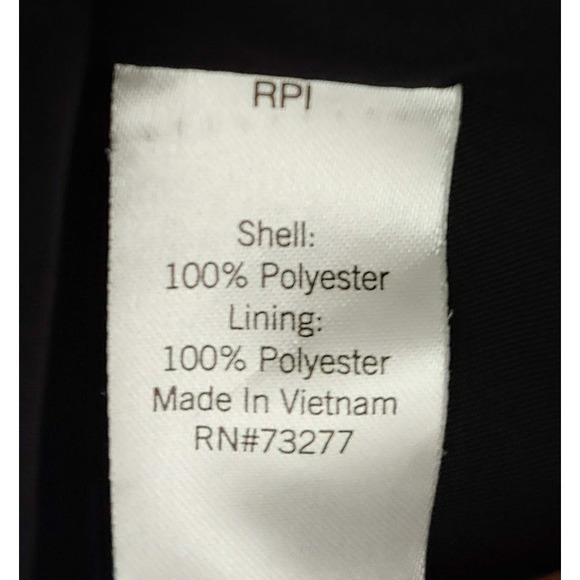 RPI
Shell:
100% Polyester
Lining:
100% Polyester
Made In Vietnam
RN#73277